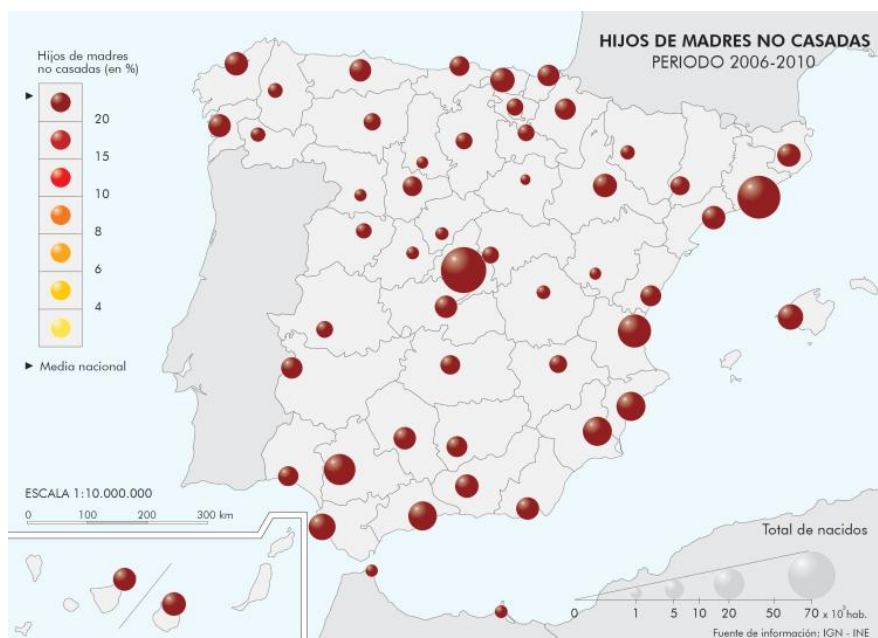 HIJOS DE MADRES NO CASADAS
PERIODO 2006-2010
Hijos de madres
no casadas (en %)
20
15
10
8
6
4
Media nacional
ESCALA 1:10.000.000
0 100 200 300 km
Total de nacidos
0 1 5 10 20 50 70 x 10³ hab.
Fuente de información: IGN - INE